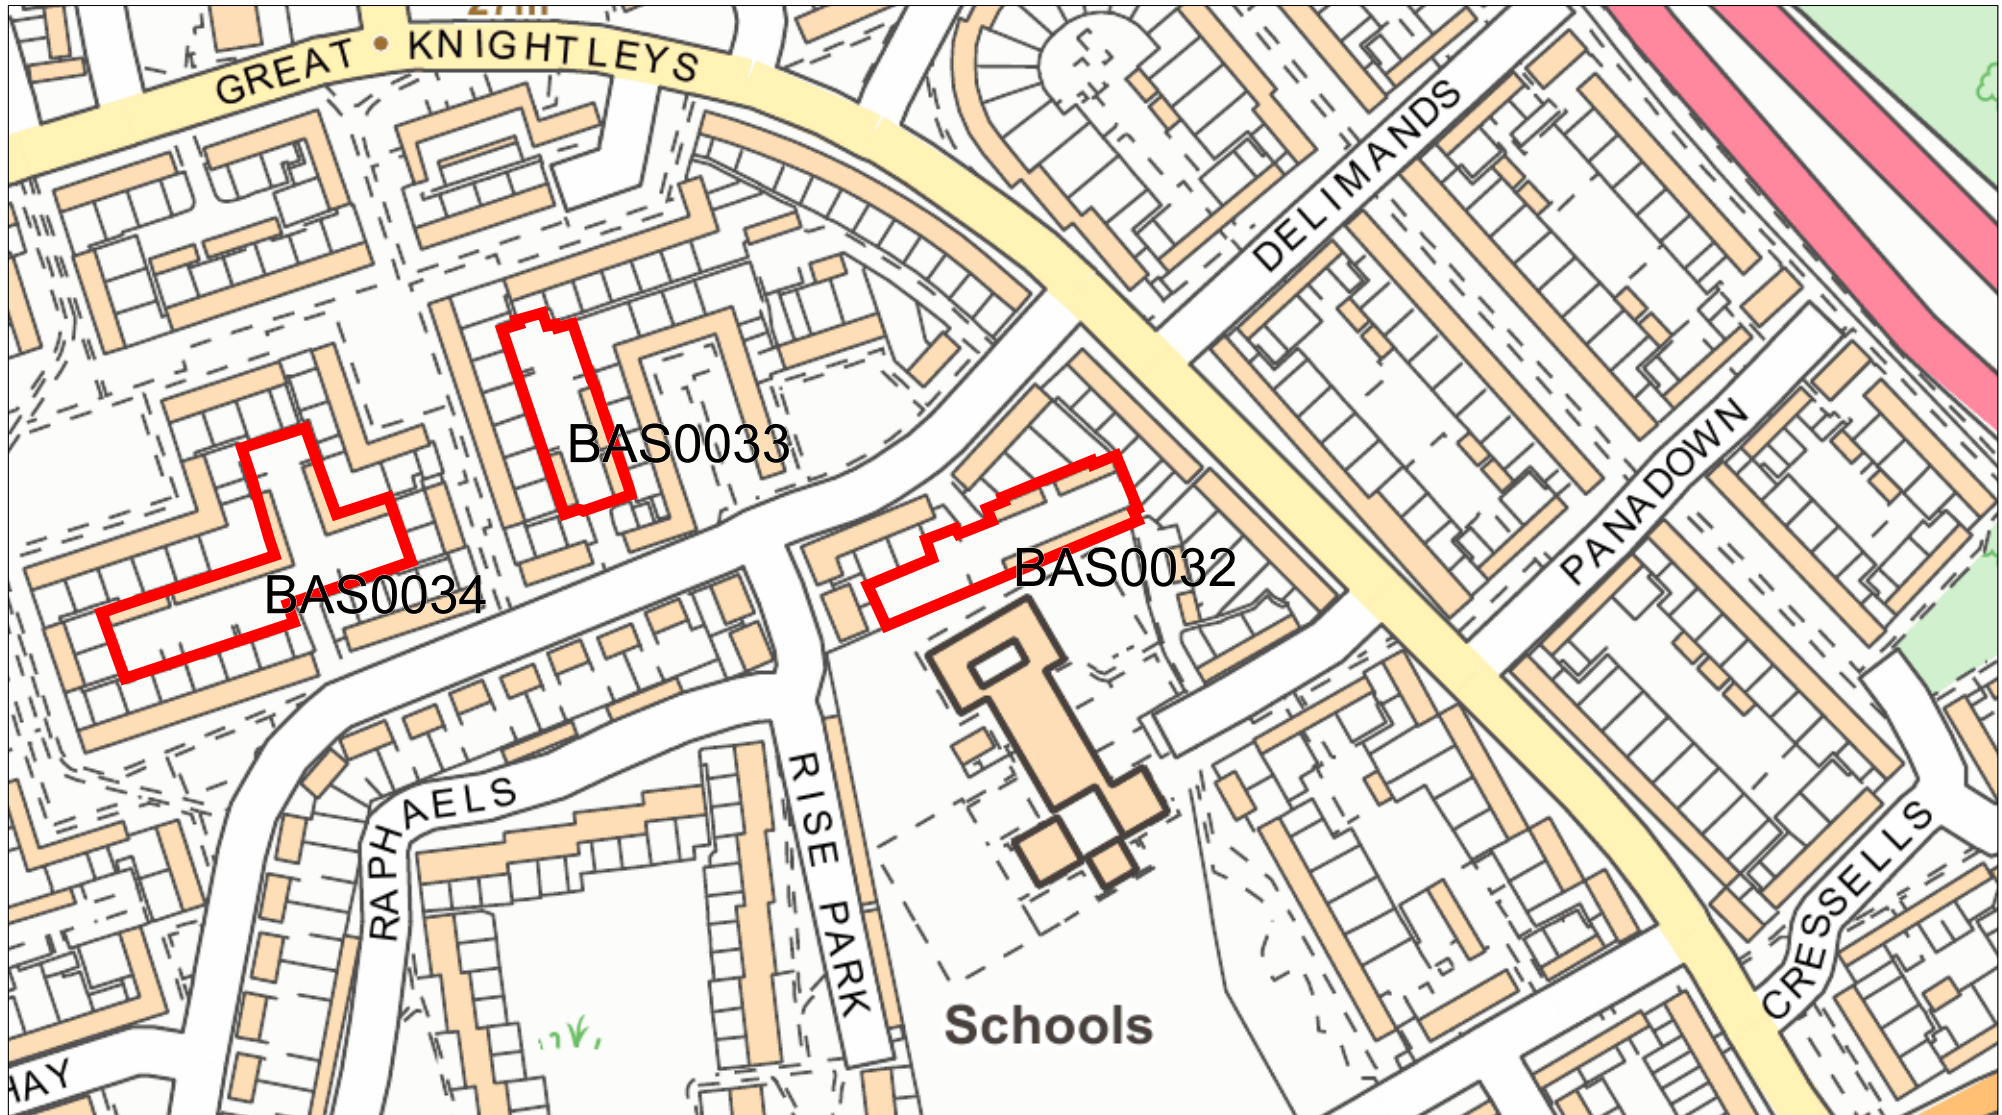 GREAT KNIGHTLEYS
DELIMANDS
BAS0033
PANADOWN
BAS0032
BAS0034
RAPHAELS
RISE PARK
CRESSELLS
Schools
HAY